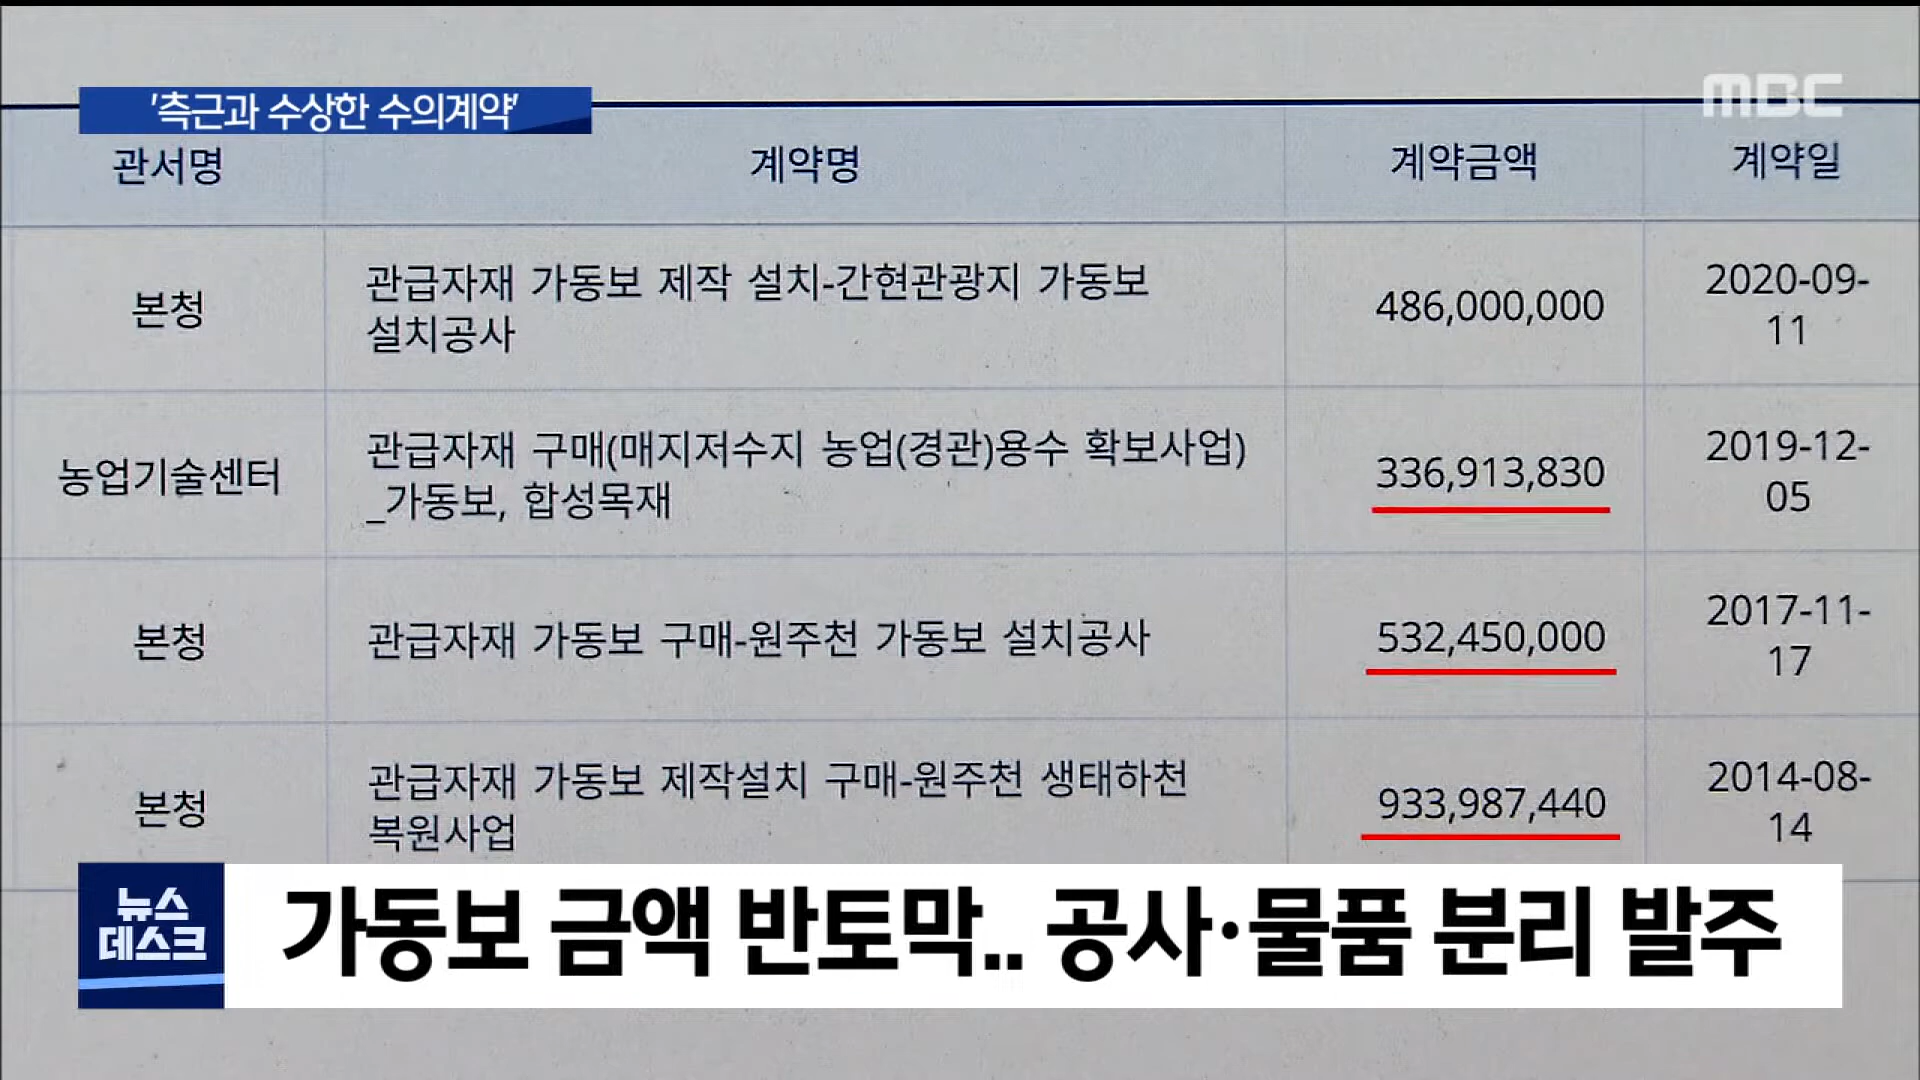 '측근과 수상한 수의계약'
MBC
관서명 계약명 계약금액 계약일
본청
관급자재 가동보 제작 설치-간현관광지 가동보
설치공사
486,000,000
2020-09-
11
농업기술센터
관급자재 구매(매지저수지 농업(경관)용수 확보사업)
_가동보, 합성목재
336,913,830
2019-12-
05
본청
관급자재 가동보 구매-원주천 가동보 설치공사
532,450,000
2017-11-
17
본청
관급자재 가동보 제작설치 구매-원주천 생태하천
복원사업
933,987,440
2014-08-
14
뉴스
데스크
가동보 금액 반토막.. 공사·물품 분리 발주